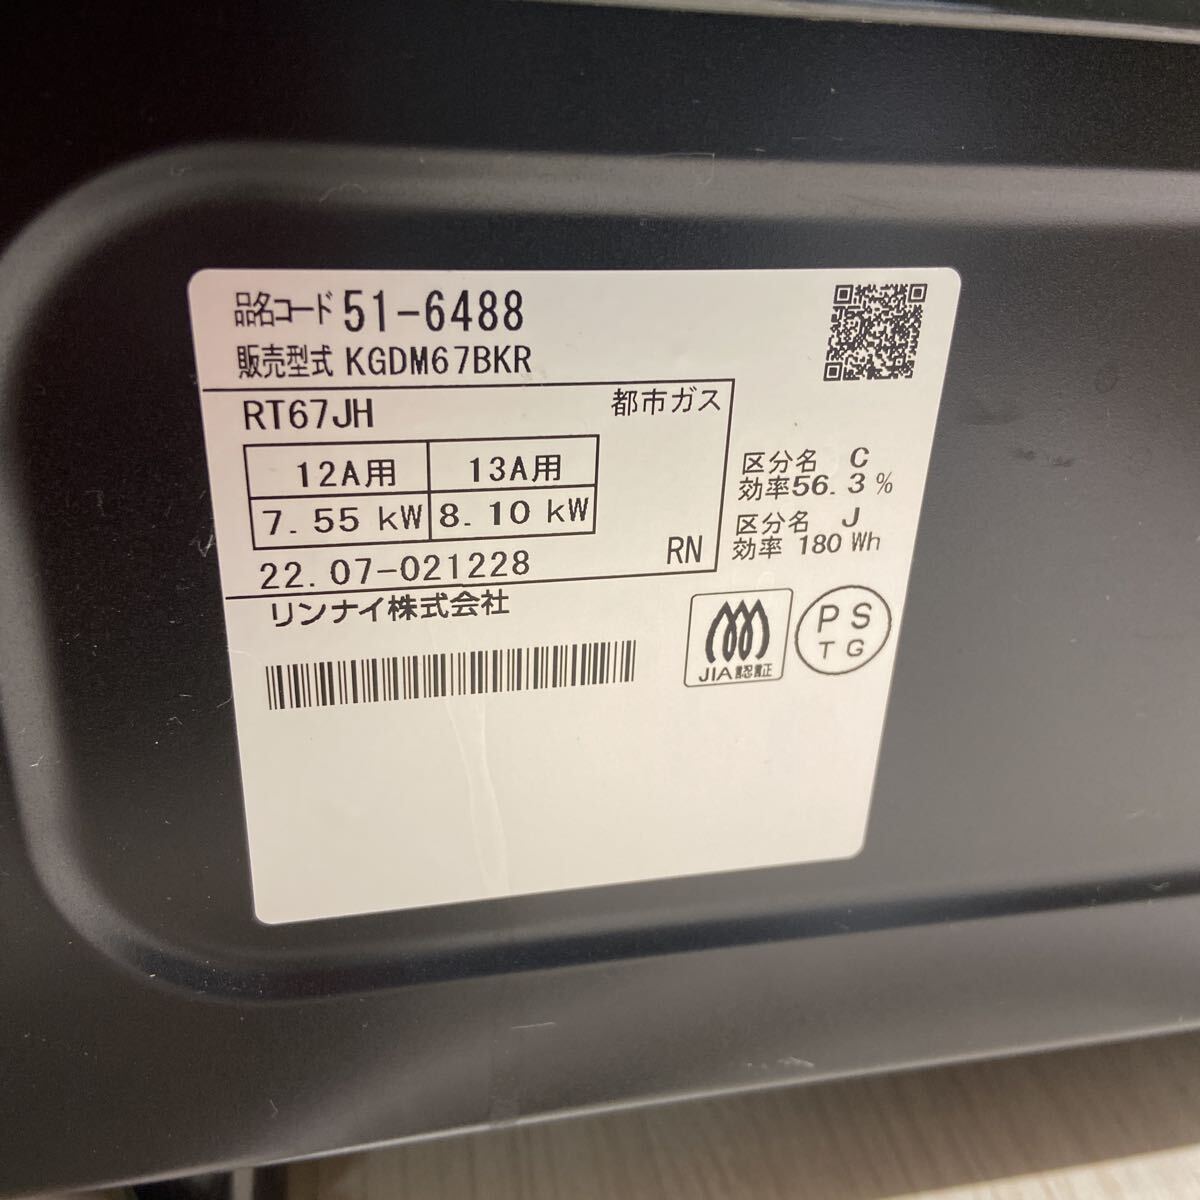 品名コード 51-6488
販売型式 KGDM67BKR
RT67JH 都市ガス
12A用 13A用
7.55 kW 8.10 kW
22.07-021228 RN
リンナイ株式会社
区分名 C
効率56.3%
区分名 J
効率 180 Wh
JIA認証
PS
TG